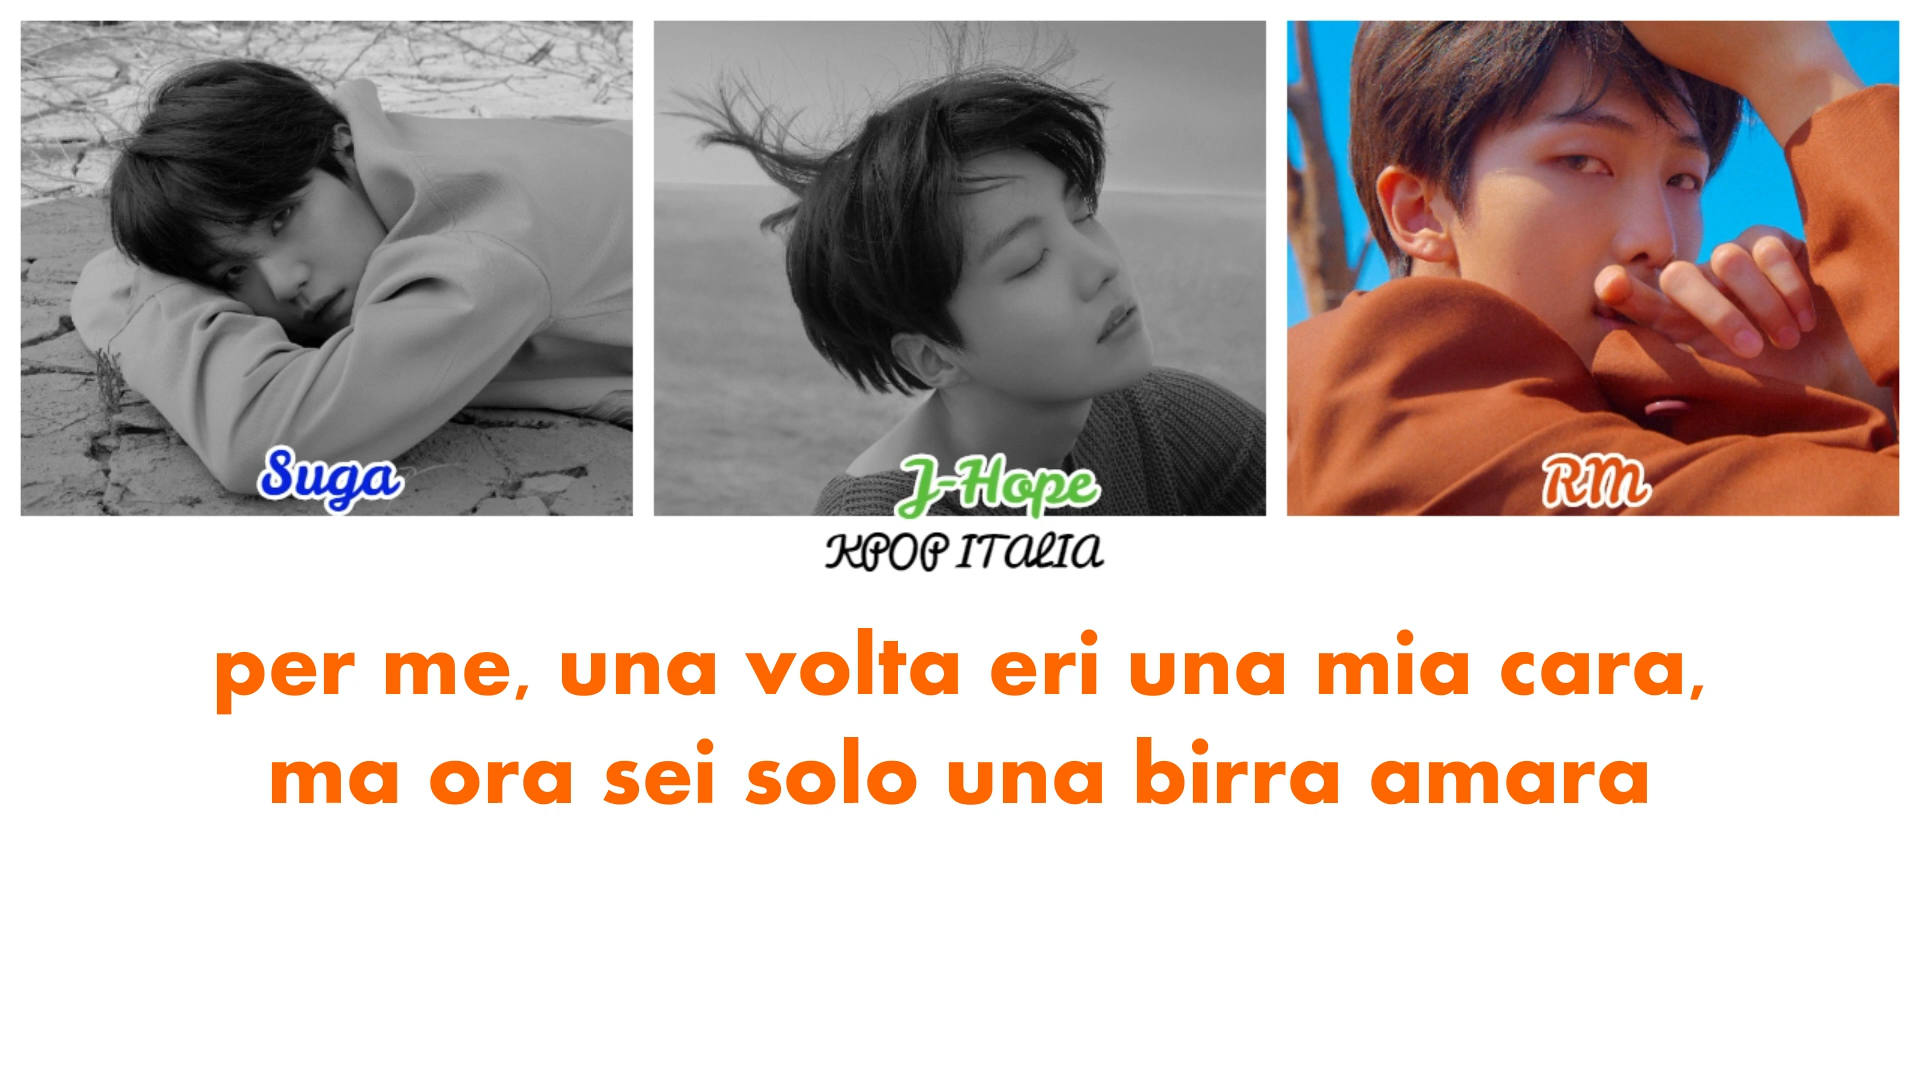 Suga
J-Hope
RM
KPOP ITALIA
per me, una volta eri una mia cara,
ma ora sei solo una birra amara